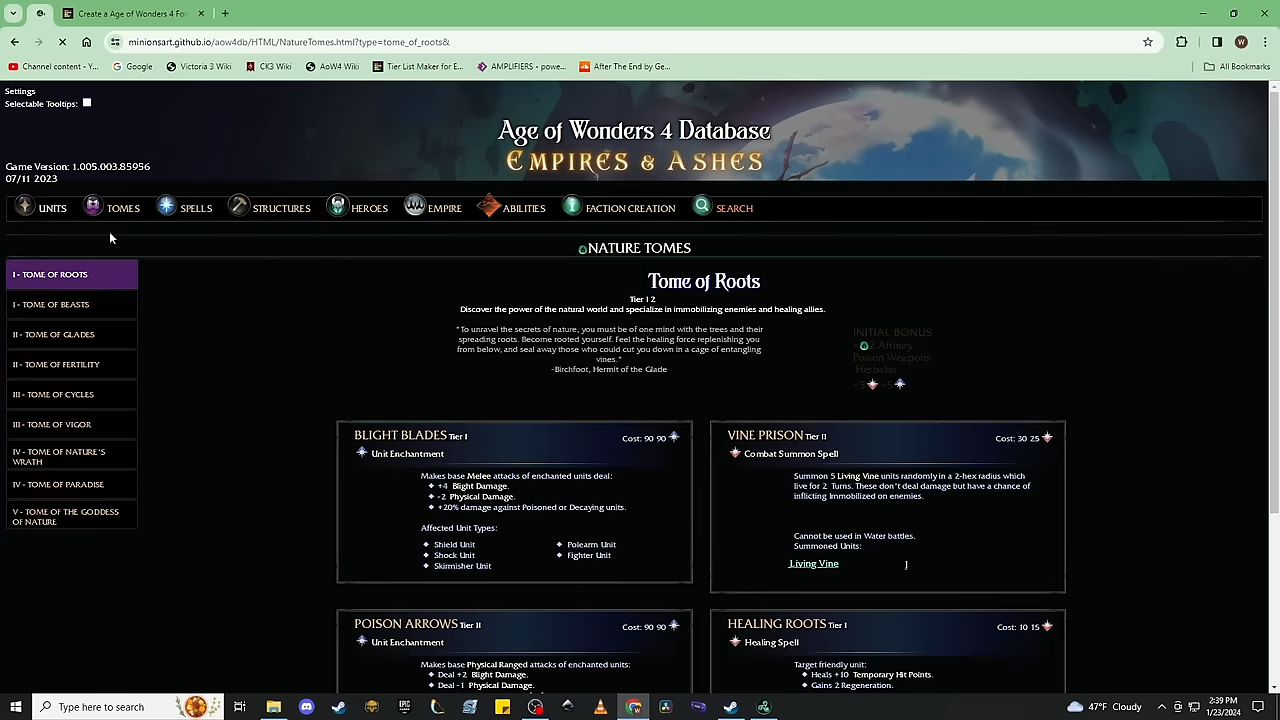 Create a Age of Wonders 4 Fo
minionsart.github.io/aow4db/HTML/NatureTomes.html?type=tome_of_roots&
Channel content - Y...
Google
Victoria 3 Wiki
CK3 Wiki
AoW4 Wiki
Tier List Maker for E...
AMPLIFIERS - powe...
After The End by Ge...
All Bookmarks
Settings
Selectable Tooltips:
Age of Wonders 4 Database
EMPIRES & ASHES
Game Version: 1.005.003.85956
07/11 2023
UNITS
TOMES
SPELLS
STRUCTURES
HEROES
EMPIRE
ABILITIES
FACTION CREATION
SEARCH
NATURE TOMES
I - TOME OF ROOTS
I - TOME OF BEASTS
II - TOME OF GLADES
II - TOME OF FERTILITY
III - TOME OF CYCLES
III - TOME OF VIGOR
IV - TOME OF NATURE'S
WRATH
IV - TOME OF PARADISE
V - TOME OF THE GODDESS
OF NATURE
Tome of Roots
Tier I 2
Discover the power of the natural world and specialize in immobilizing enemies and healing allies.
"To unravel the secrets of nature, you must be of one mind with the trees and their
spreading roots. Become rooted yourself. Feel the healing force replenishing you
from below, and seal away those who could cut you down in a cage of entangling
vines."
-Birchfoot, Hermit of the Glade
INITIAL BONUS
2 Affinity
Poison Weapons
Herbalist
+5 +5
BLIGHT BLADES Tier I
Cost: 90 90
Unit Enchantment
Makes base Melee attacks of enchanted units deal:
+4 Blight Damage.
-2 Physical Damage.
+20% damage against Poisoned or Decaying units.
Affected Unit Types:
Shield Unit
Polearm Unit
Shock Unit
Fighter Unit
Skirmisher Unit
VINE PRISON Tier II
Cost: 30 25
Combat Summon Spell
Summon 5 Living Vine units randomly in a 2-hex radius which
live for 2 Turns. These don't deal damage but have a chance of
inflicting Immobilized on enemies.
Cannot be used in Water battles.
Summoned Units:
Living Vine
POISON ARROWS Tier II
Cost: 90 90
Unit Enchantment
Makes base Physical Ranged attacks of enchanted units:
Deal +2 Blight Damage.
Deal -1 Physical Damage.
HEALING ROOTS Tier I
Cost: 10 15
Healing Spell
Target friendly unit:
Heals +10 Temporary Hit Points.
Gains 2 Regeneration.
Type here to search
47°F Cloudy
2:39 PM
1/23/2024